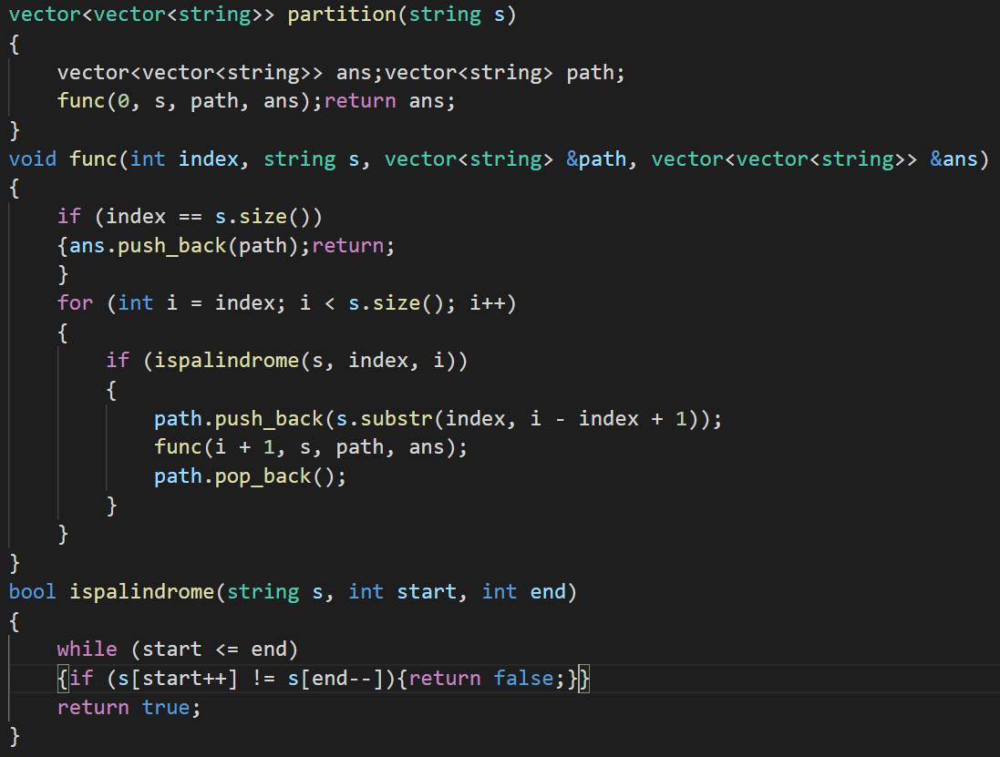 vector<vector<string>> partition(string s)
{
    vector<vector<string>> ans;vector<string> path;
    func(0, s, path, ans);return ans;
}
void func(int index, string s, vector<string> &path, vector<vector<string>> &ans)
{
    if (index == s.size())
    {ans.push_back(path);return;
    }
    for (int i = index; i < s.size(); i++)
    {
        if (ispalindrome(s, index, i))
        {
            path.push_back(s.substr(index, i - index + 1));
            func(i + 1, s, path, ans);
            path.pop_back();
        }
    }
}
bool ispalindrome(string s, int start, int end)
{
    while (start <= end)
    {if (s[start++] != s[end--]){return false;}}
    return true;
}